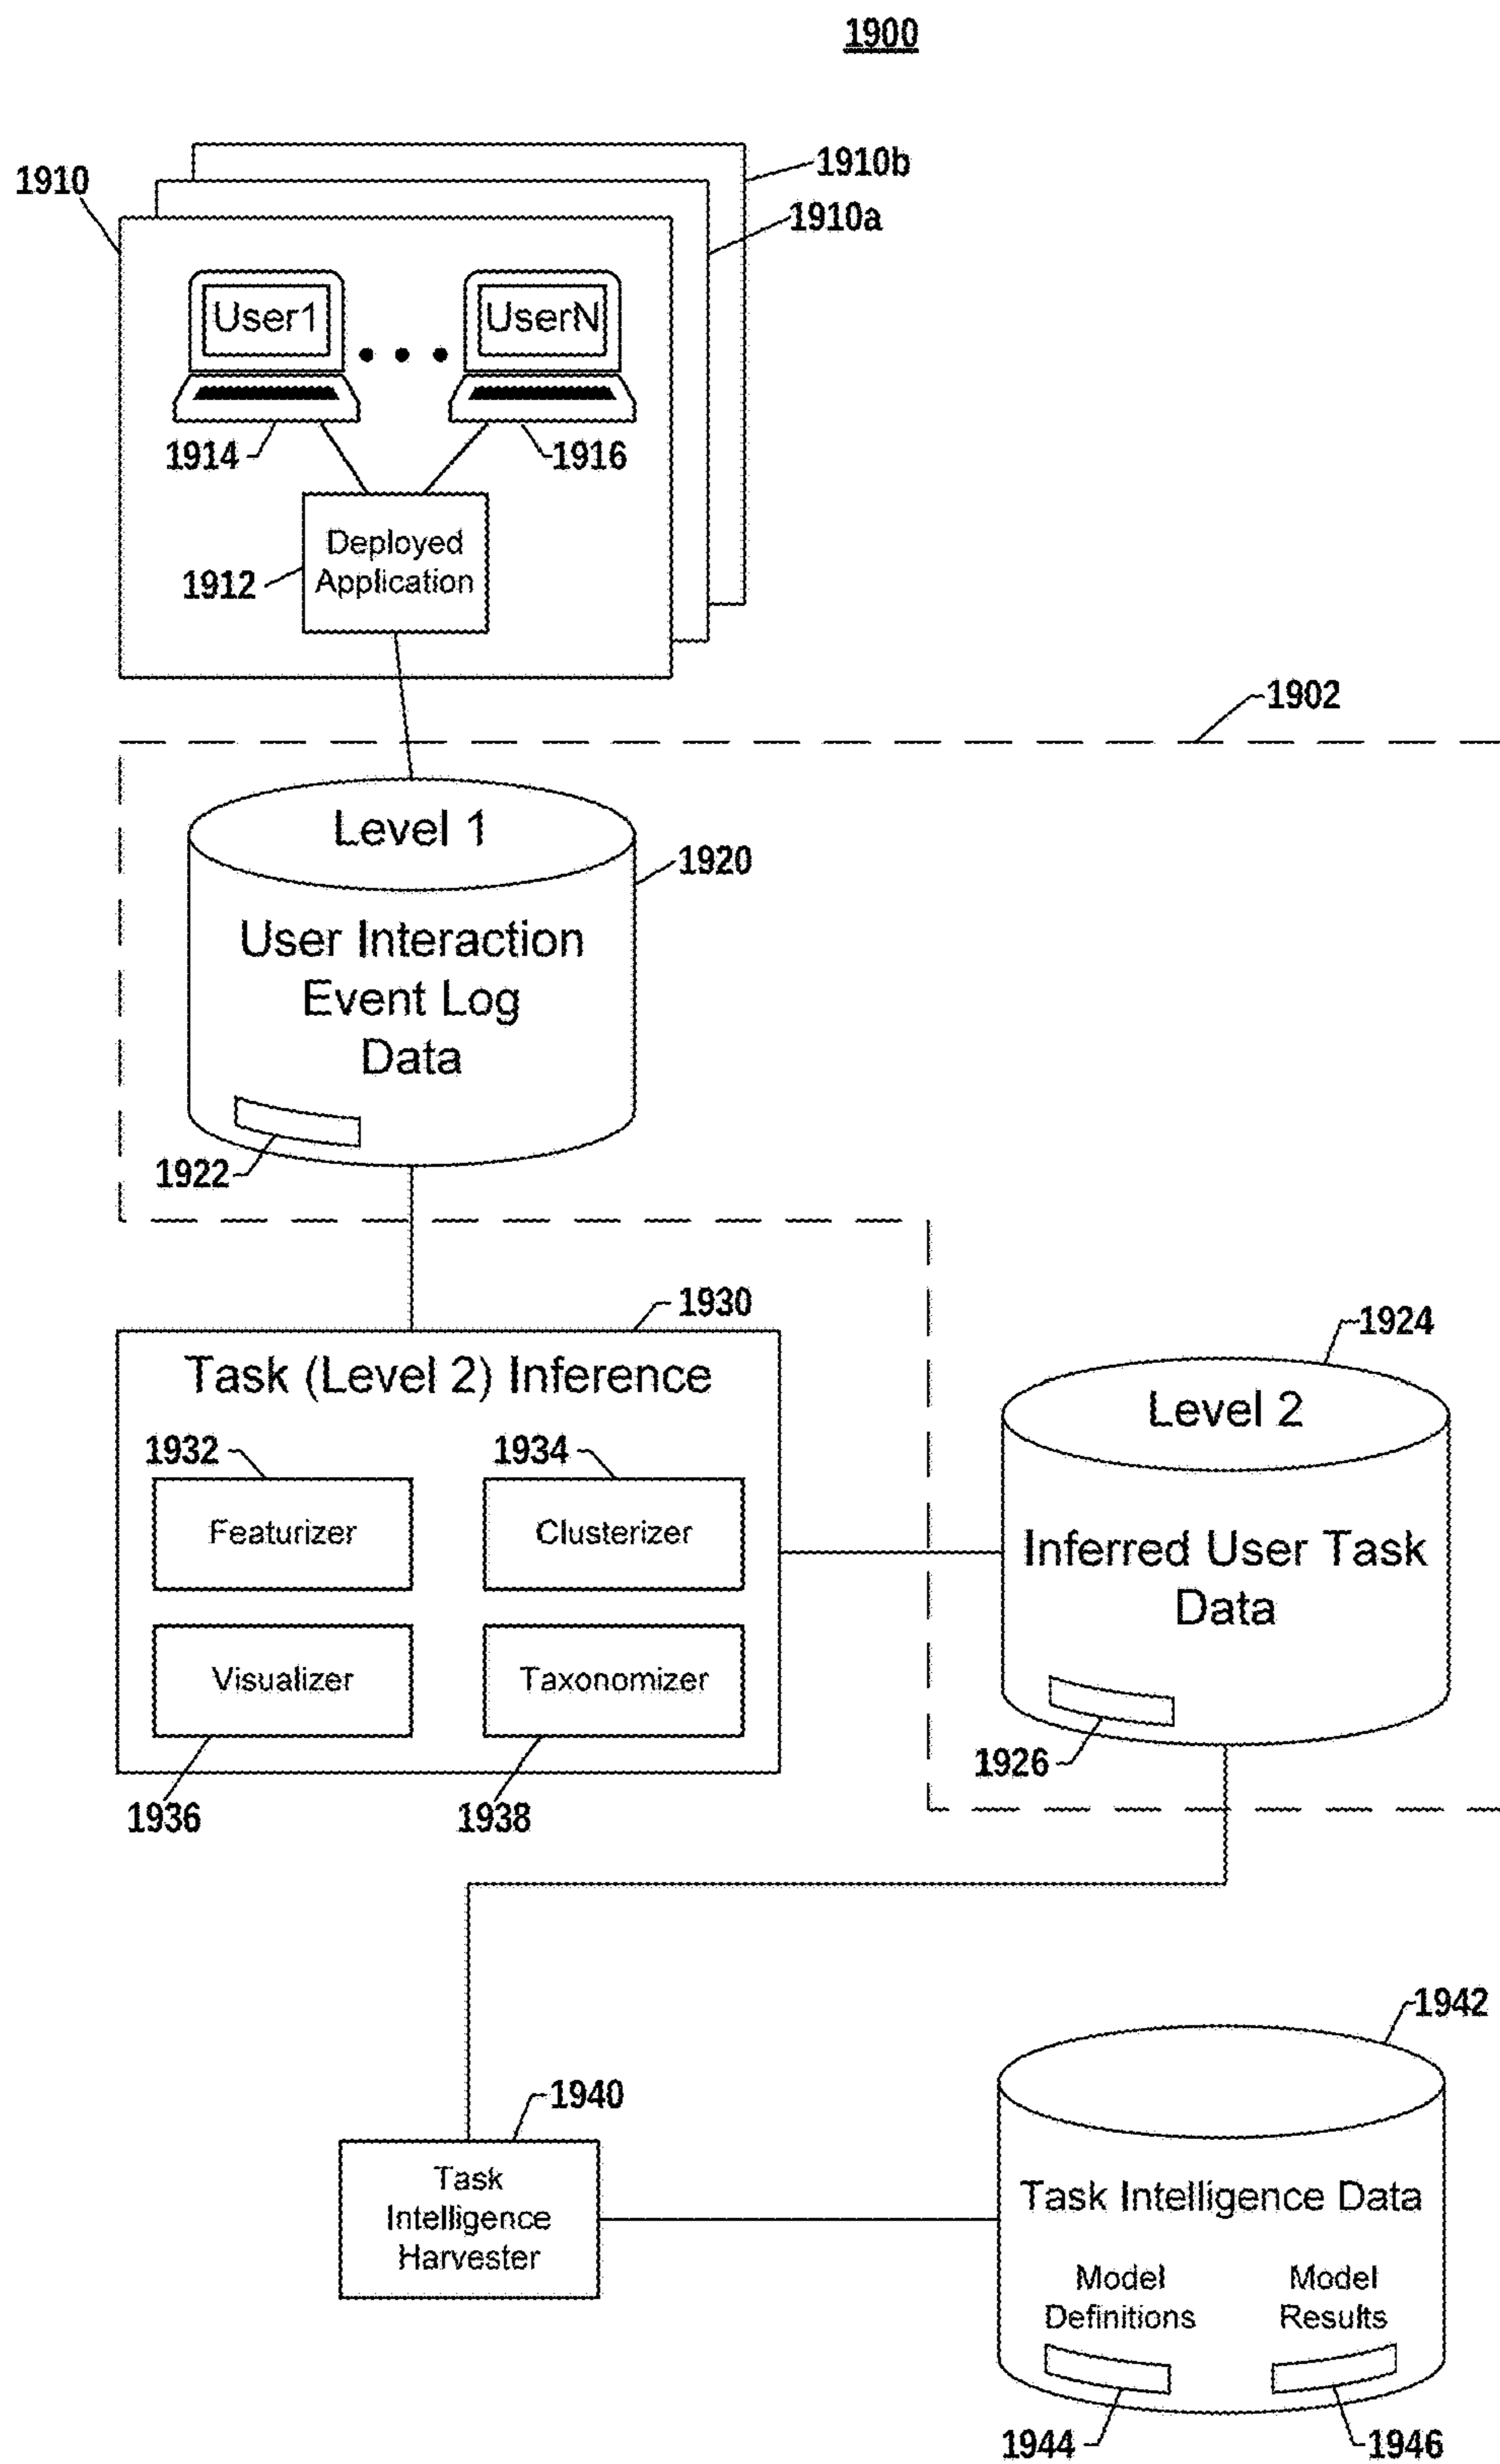 1900
1910b
1910
1910a
User1
UserN
1914
1916
Deployed
Application
1912
1902
Level 1
1920
User Interaction
Event Log
Data
1922
1930
1924
Task (Level 2) Inference
Level 2
1932
1934
Featurizer
Clusterizer
Inferred User Task
Data
Visualizer
Taxonomizer
1926
1936
1938
1942
1940
Task
Intelligence
Harvester
Task Intelligence Data
Model
Definitions
Model
Results
1944
1946